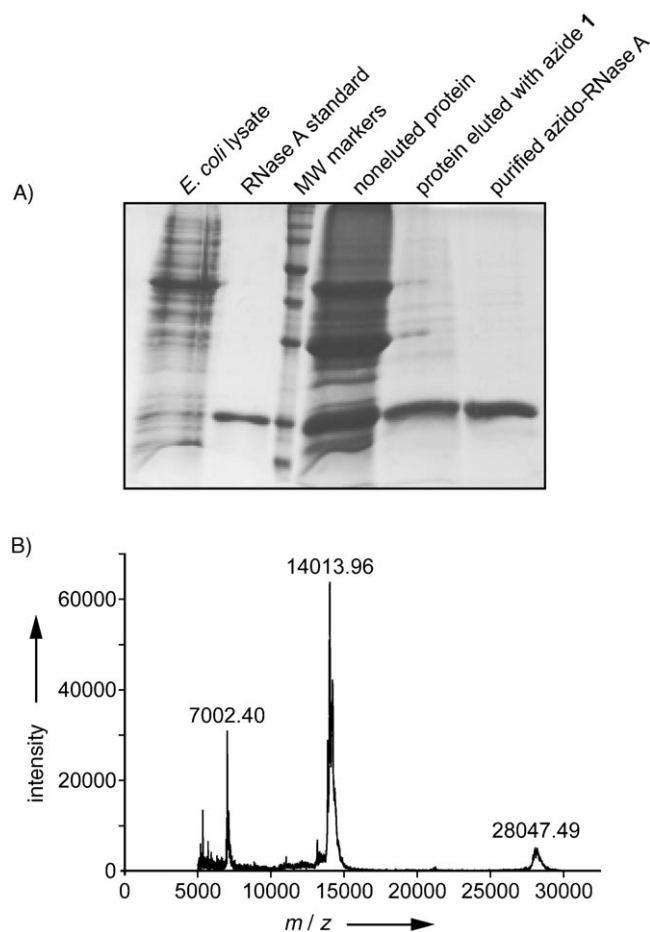 E. coli lysate
RNase A standard
MW markers
noneluted protein
protein eluted with azide 1
purified azido-RNase A
A)
B)
14013.96
60000
40000
7002.40
20000
28047.49
0
intensity
0 5000 10000 15000 20000 25000 30000
m / z